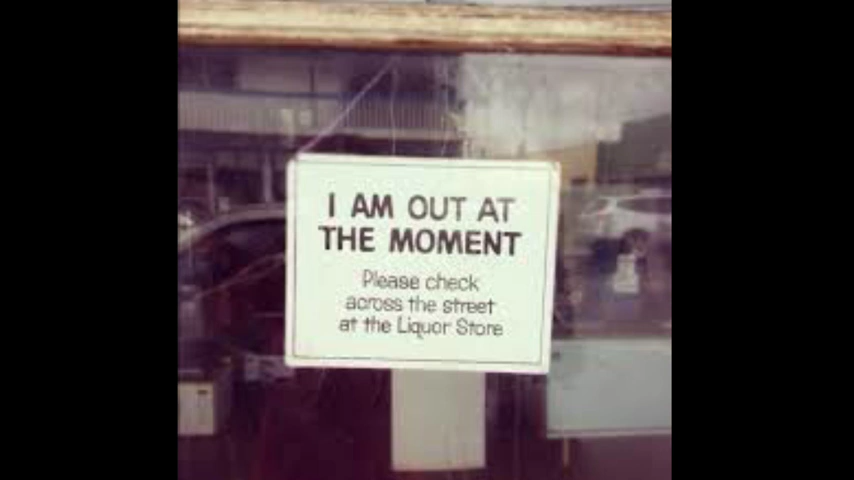 I AM OUT AT
THE MOMENT
Please check
across the street
at the Liquor Store